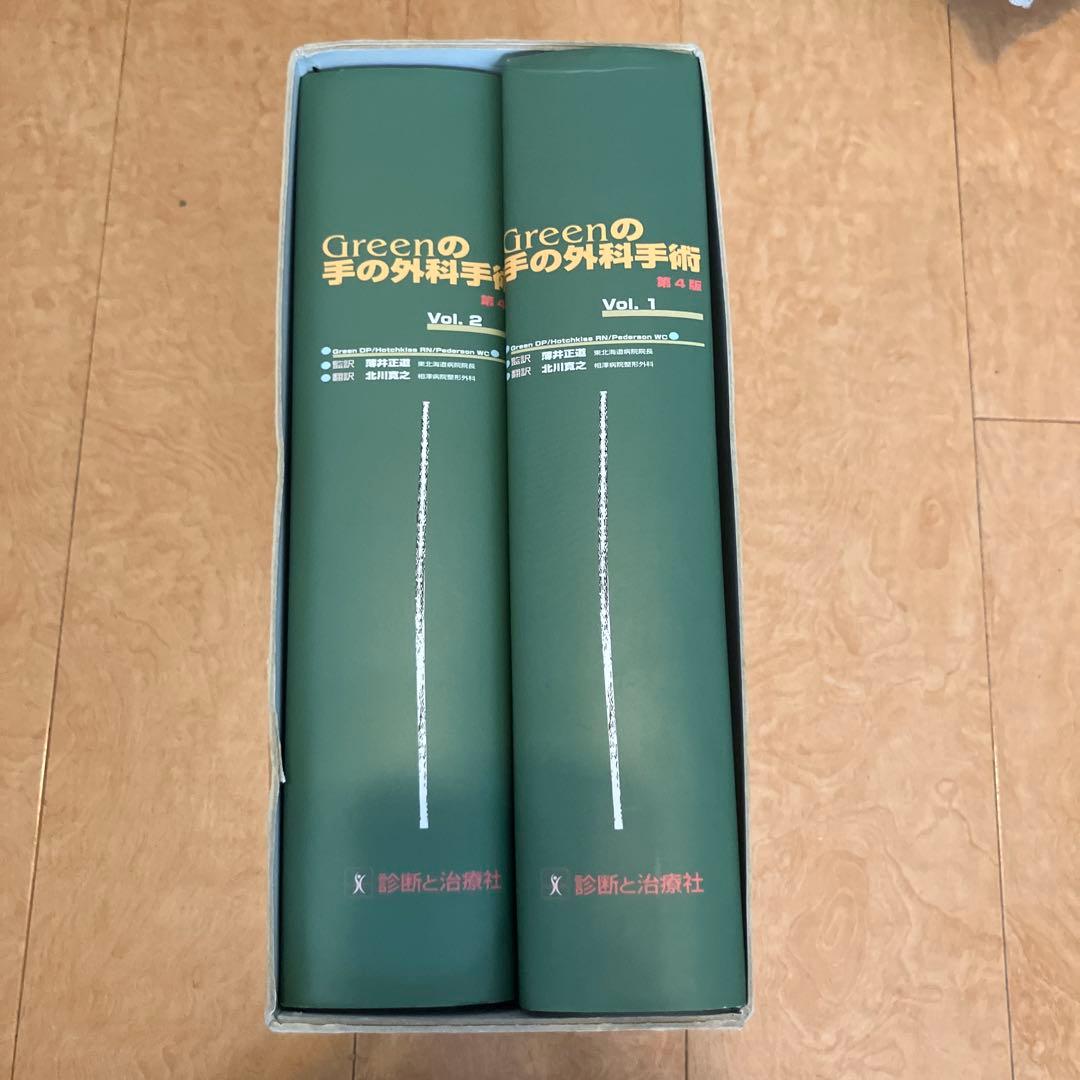 Greenの
手の外科手術
第4
Vol. 2
Green DP/Hotchkiss RN/Pederson WC
監訳 薄井正道 東北海道病院院長
翻訳 北川寛之 相澤病院整形外科
診断と治療社
Greenの
手の外科手術
第4版
Vol. 1
Green DP/Hotchkiss RN/Pederson WC
監訳 薄井正道 東北海道病院院長
翻訳 北川寛之 相澤病院整形外科
診断と治療社